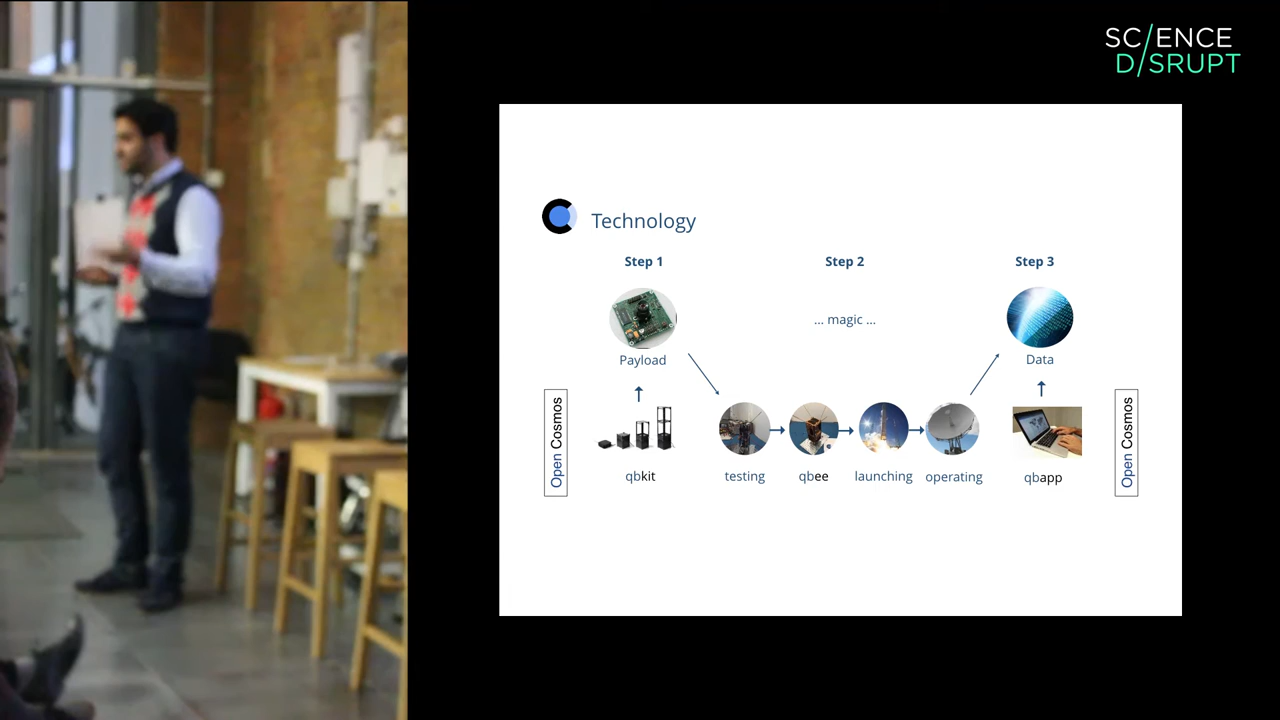 SC/ENCE
D/SRUPT
Technology
Step 1
Step 2
Step 3
... magic ...
Payload
Data
Open Cosmos
qbkit
testing
qbee
launching
operating
qbapp
Open Cosmos